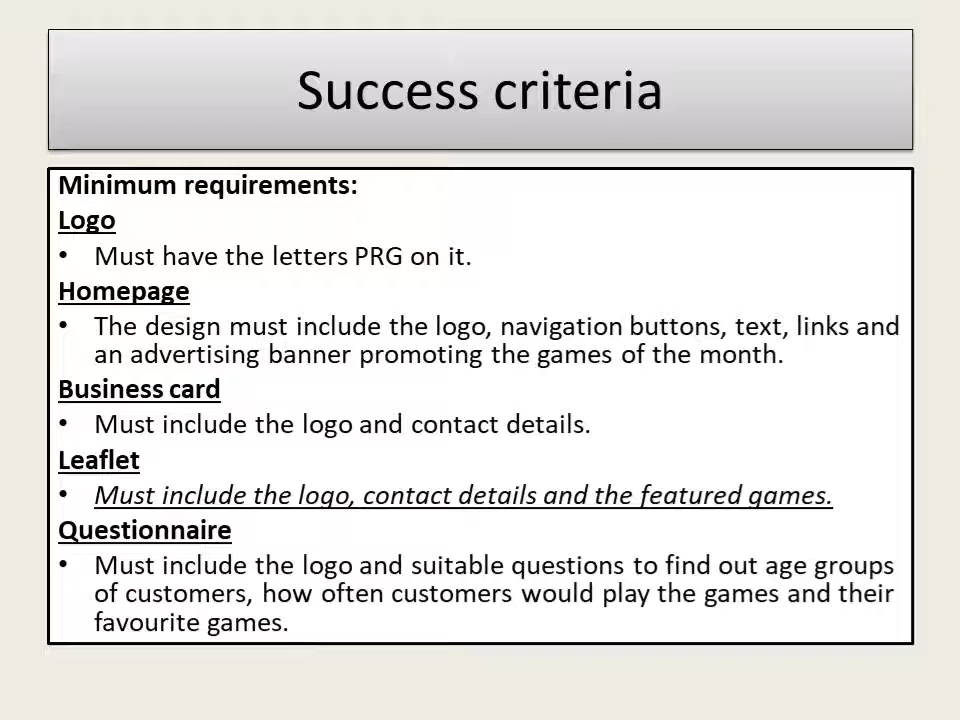 Success criteria
Minimum requirements:
Logo
• Must have the letters PRG on it.
Homepage
• The design must include the logo, navigation buttons, text, links and
an advertising banner promoting the games of the month.
Business card
• Must include the logo and contact details.
Leaflet
• Must include the logo, contact details and the featured games.
Questionnaire
• Must include the logo and suitable questions to find out age groups
of customers, how often customers would play the games and their
favourite games.